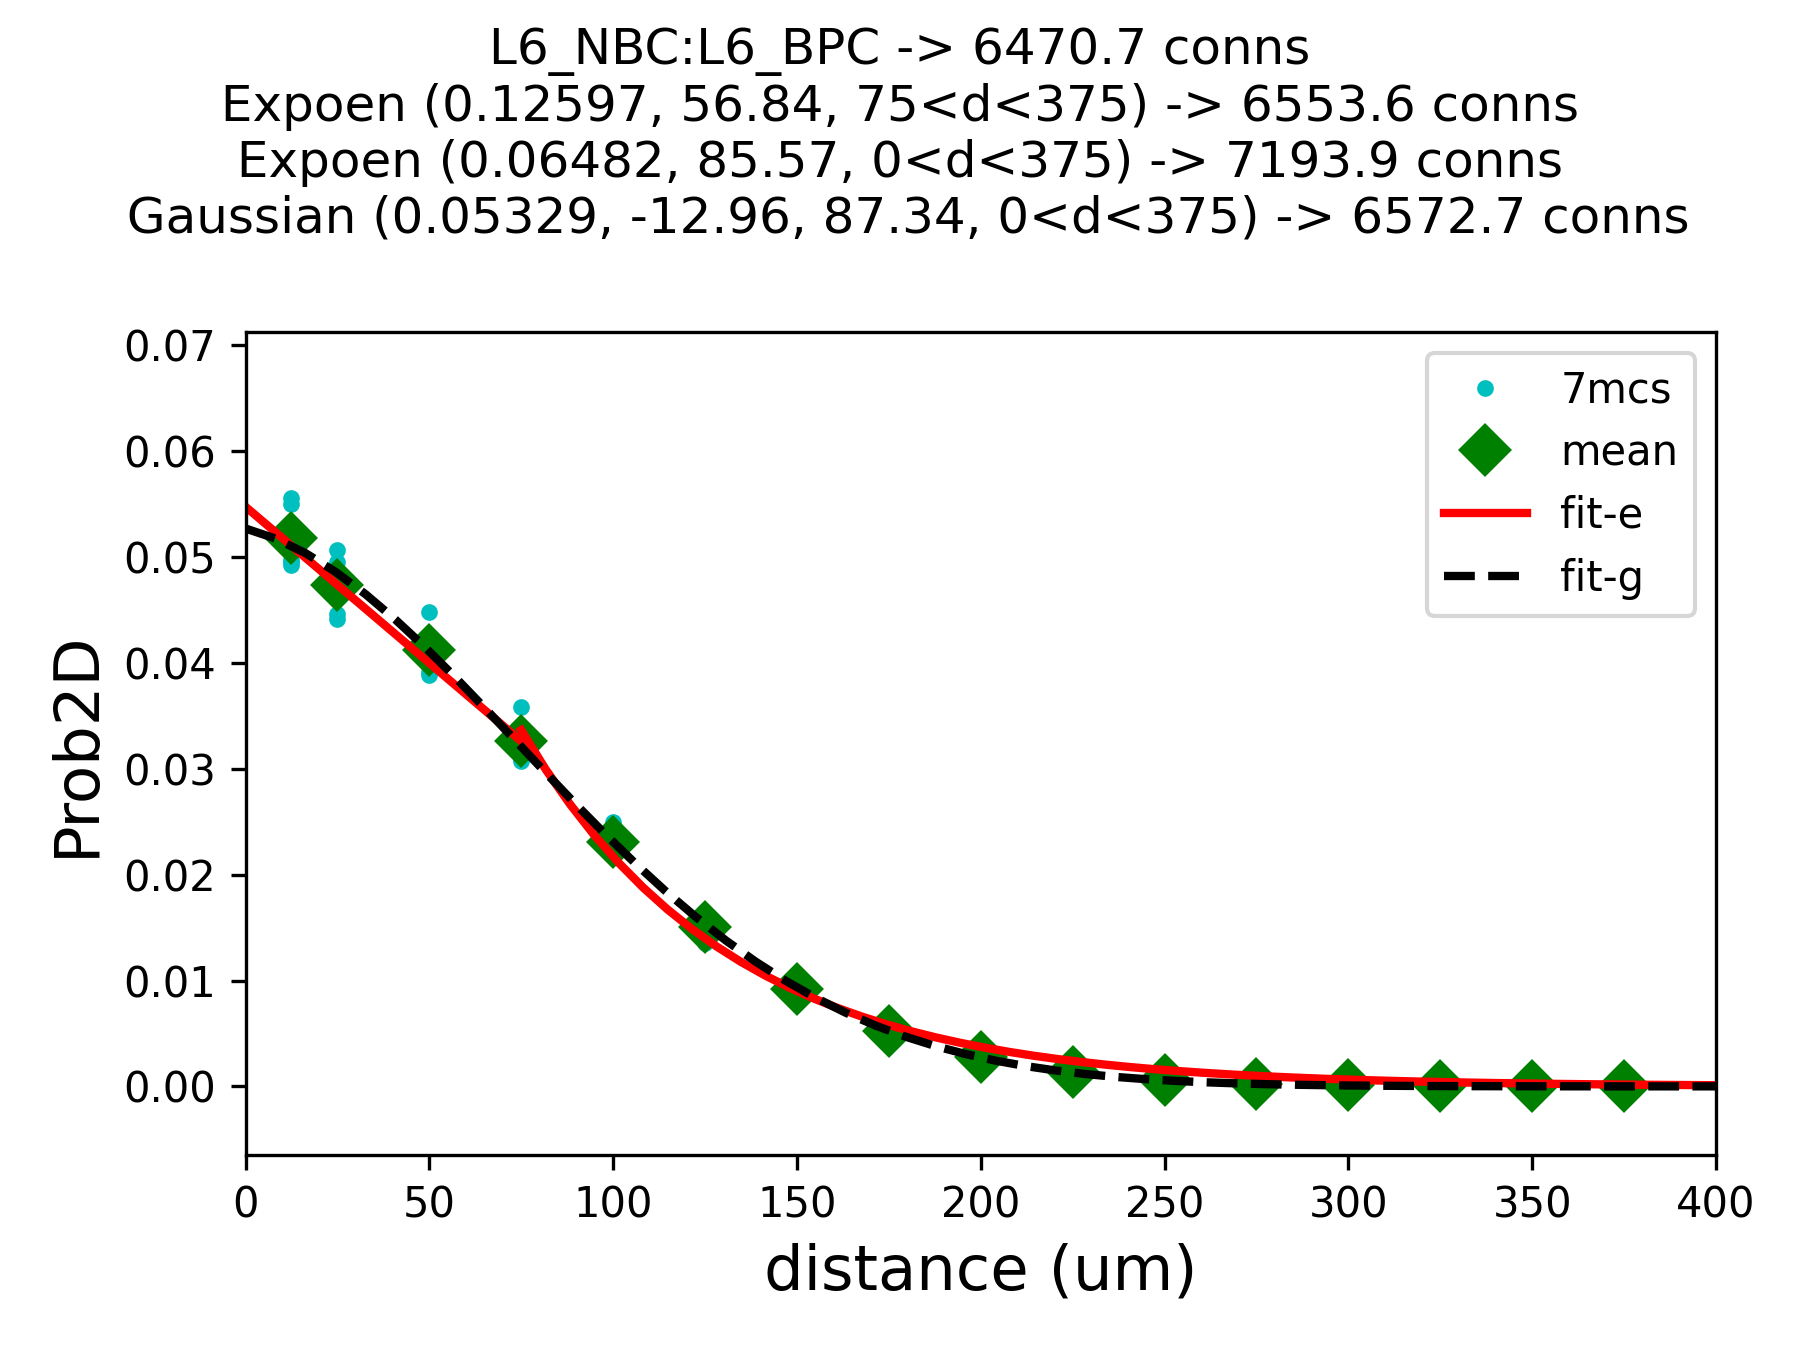 L6_NBC:L6_BPC -> 6470.7 conns
Expoen (0.12597, 56.84, 75<d<375) -> 6553.6 conns
Expoen (0.06482, 85.57, 0<d<375) -> 7193.9 conns
Gaussian (0.05329, -12.96, 87.34, 0<d<375) -> 6572.7 conns
0.07
0.06
0.05
0.04
0.03
0.02
0.01
0.00
Prob2D
7mcs
mean
fit-e
fit-g
0 50 100 150 200 250 300 350 400
distance (um)